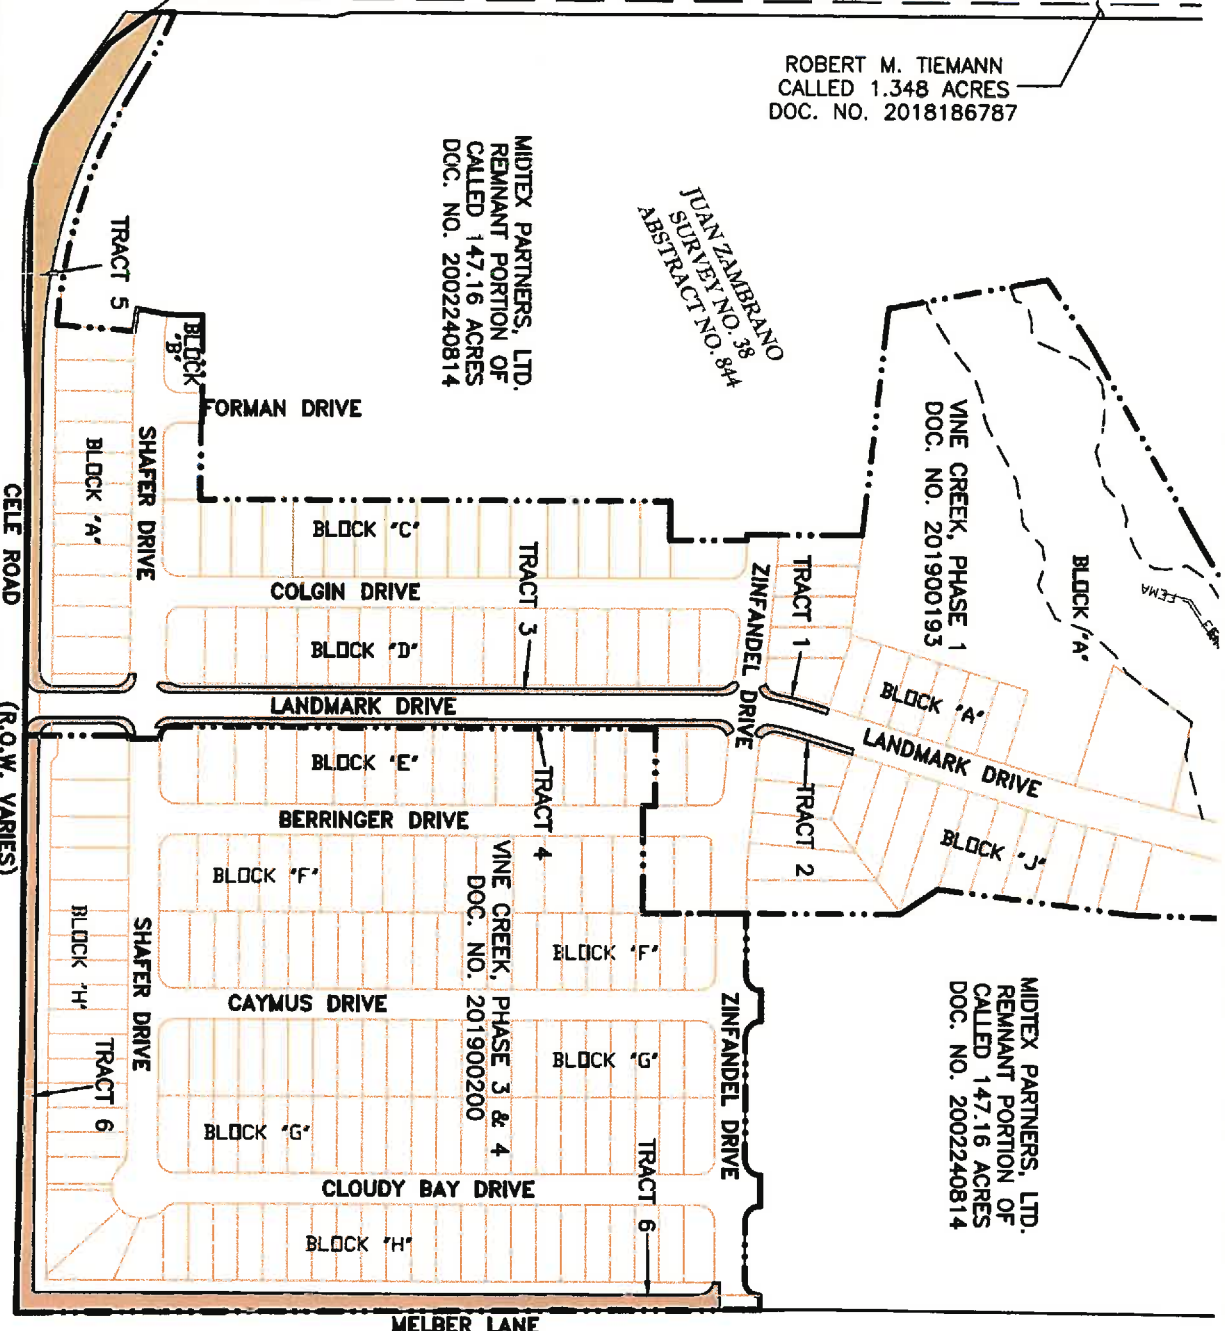 ROBERT M. TIEMANN
CALLED 1.348 ACRES
DOC. NO. 2018186787
MIDTEX PARTNERS, LTD.
REMNANT PORTION OF
CALLED 147.16 ACRES
DOC. NO. 2002240814
JUAN ZAMBRANO
SURVEY NO. 38
ABSTRACT NO. 844
VINE CREEK, PHASE 1
DOC. NO. 201900193
BLOCK "A"
FEMA
TRACT 5
BLOCK
"B"
FORMAN DRIVE
SHAFER DRIVE
BLOCK "A"
BLOCK "C"
COLGIN DRIVE
TRACT 3
ZINFANDEL DRIVE
TRACT 1
BLOCK "A"
BLOCK "D"
LANDMARK DRIVE
LANDMARK DRIVE
CELE ROAD
(R.O.W. VARIES)
BLOCK "E"
TRACT 4
TRACT 2
BLOCK "J"
BERRINGER DRIVE
BLOCK "F"
VINE CREEK, PHASE 3 & 4
DOC. NO. 201900200
BLOCK "F"
BLOCK "H"
SHAFER DRIVE
CAYMUS DRIVE
ZINFANDEL DRIVE
MIDTEX PARTNERS, LTD.
REMNANT PORTION OF
CALLED 147.16 ACRES
DOC. NO. 2002240814
BLOCK "G"
TRACT 6
BLOCK "G"
CLOUDY BAY DRIVE
TRACT 6
BLOCK "H"
MELBER LANE